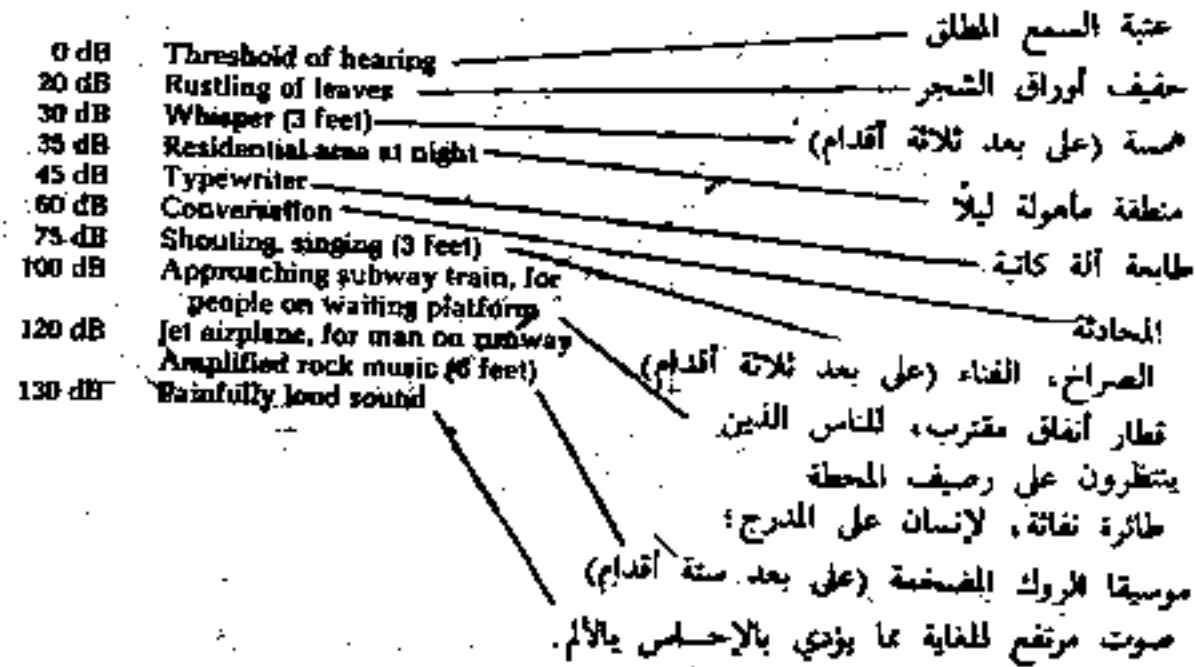 0 dB Threshold of hearing
20 dB Rustling of leaves
30 dB Whisper (3 feet)
35 dB Residential area at night
45 dB Typewriter
60 dB Conversation
75 dB Shouting, singing (3 feet)
100 dB Approaching subway train, for
people on waiting platform
120 dB Jet airplane, for man on runway
Amplified rock music (6 feet)
130 dB Painfully loud sound
عتبة السمع المطلق
حفيف أوراق الشجر
همسة (على بعد ثلاثة أقدام)
منطقة مأهولة ليلاً
طابعة آلة كاتبة
المحادثة
الصراخ، الغناء (على بعد ثلاثة أقدام)
قطار أنفاق مقترب، للناس الذين
ينتظرون على رصيف المحطة
طائرة نفاثة، لإنسان على المدرج؛
موسيقا الروك المضخمة (على بعد ستة أقدام)
صوت مرتفع للغاية مما يؤدي بالإحساس بالألم.